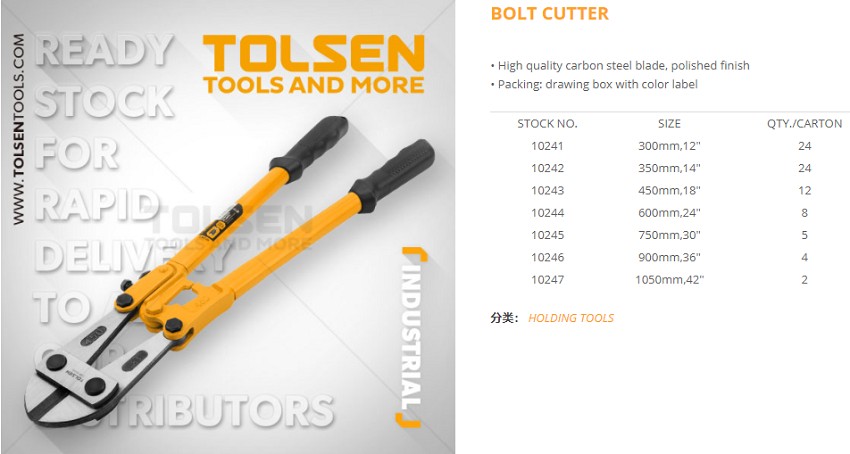 WWW.TOLSENTOOLS.COM
READY
STOCK
FOR
RAPID
DELIVERY
TO
TOLSEN
TOOLS AND MORE
TOLSEN
TOOLS AND MORE
INDUSTRIAL
BOLT CUTTER
• High quality carbon steel blade, polished finish
• Packing: drawing box with color label
STOCK NO. SIZE QTY./CARTON
10241 300mm,12" 24
10242 350mm,14" 24
10243 450mm,18" 12
10244 600mm,24" 8
10245 750mm,30" 5
10246 900mm,36" 4
10247 1050mm,42" 2
分类： HOLDING TOOLS